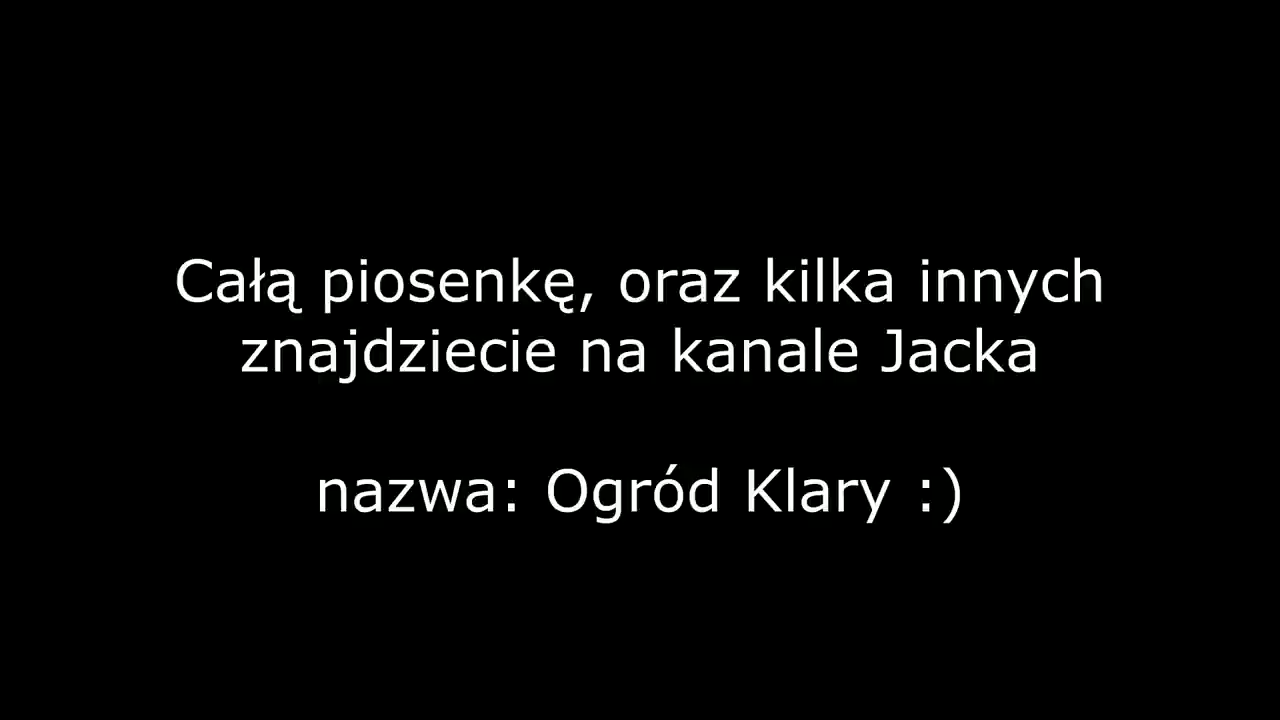 Całą piosenkę, oraz kilka innych
znajdziecie na kanale Jacka
nazwa: Ogród Klary :)